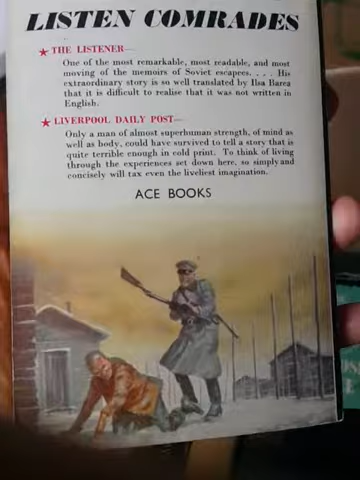 LISTEN COMRADES
★ THE LISTENER—
One of the most remarkable, most readable, and most
moving of the memoirs of Soviet escapees. . . . His
extraordinary story is so well translated by Ilsa Barea
that it is difficult to realise that it was not written in
English.
★ LIVERPOOL DAILY POST—
Only a man of almost superhuman strength, of mind as
well as body, could have survived to tell a story that is
quite terrible enough in cold print. To think of living
through the experiences set down here, so simply and
concisely will tax even the liveliest imagination.
ACE BOOKS